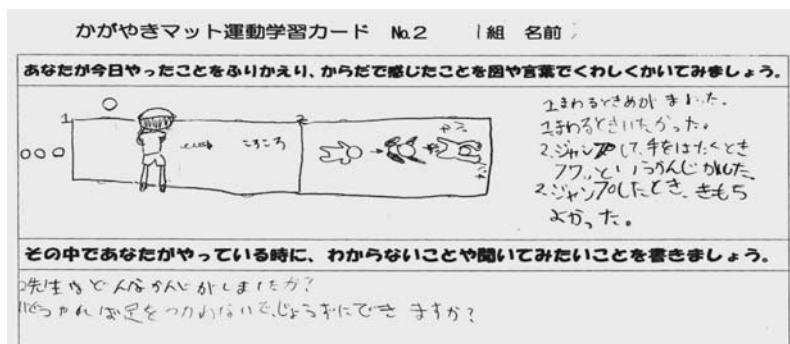 かがやきマット運動学習カード No.2 1組 名前
あなたが今日やったことをふりかえり、からだで感じたことを図や言葉でくわしくかいてみましょう。
1 2
ころころ
1.まわるときめがまわった。
1.まわるときいたかった。
2.ジャンプして、手をはたくとき
フワッというかんじがした。
2.ジャンプしたとき、きもち
よかった。
その中であなたがやっている時に、わからないことや聞いてみたいことを書きましょう。
先生はどんなかんじがしましたか?
どうやれば足をつかわないで、じょうずにできますか?